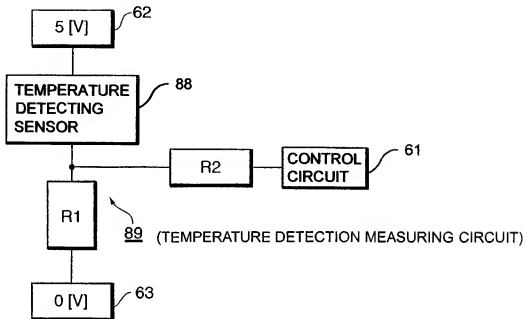 5 [V]
62
TEMPERATURE
DETECTING
SENSOR
88
R2
CONTROL
CIRCUIT
61
R1
89 (TEMPERATURE DETECTION MEASURING CIRCUIT)
0 [V]
63